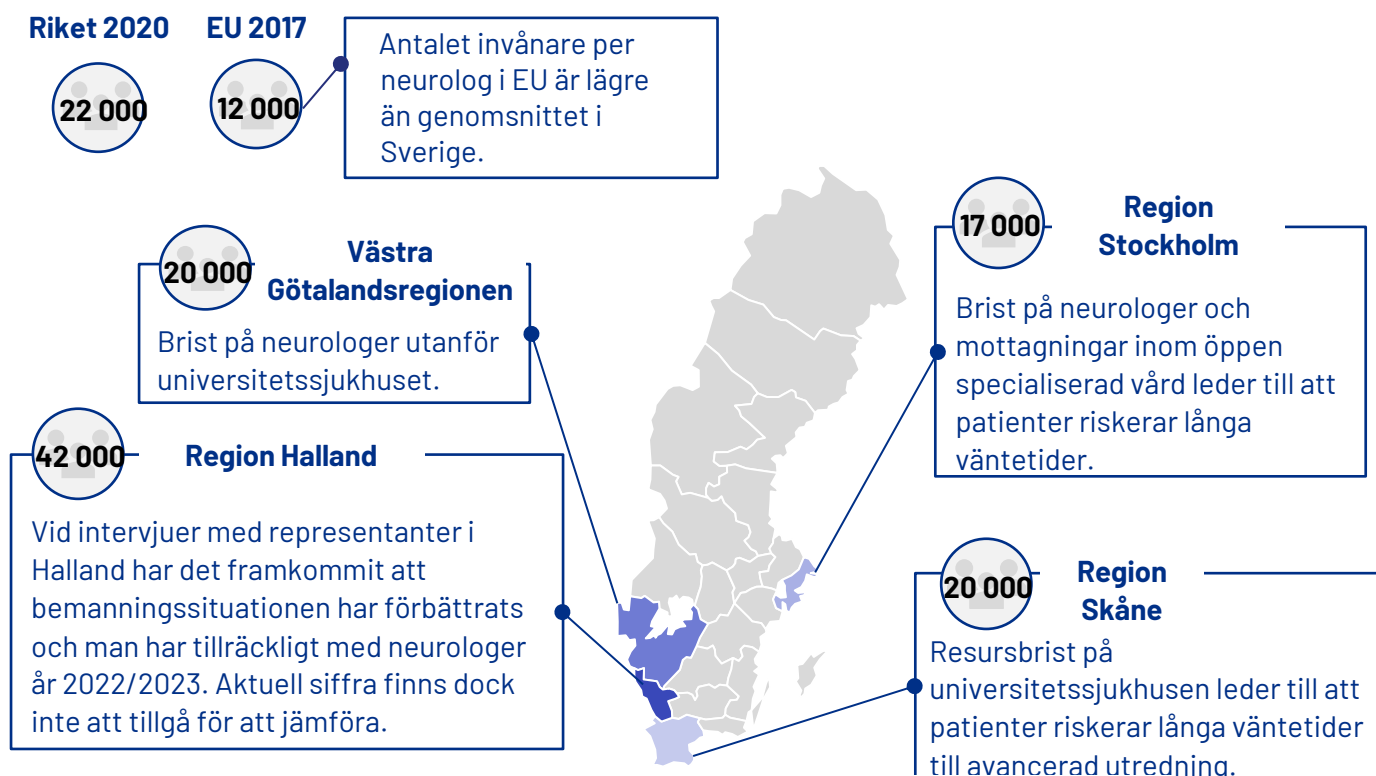 Riket 2020
EU 2017
22 000
12 000
Antalet invånare per
neurolog i EU är lägre
än genomsnittet i
Sverige.
20 000
Västra
Götalandsregionen
Brist på neurologer utanför
universitetssjukhuset.
42 000
Region Halland
Vid intervjuer med representanter i
Halland har det framkommit att
bemanningssituationen har förbättrats
och man har tillräckligt med neurologer
år 2022/2023. Aktuell siffra finns dock
inte att tillgå för att jämföra.
17 000
Region
Stockholm
Brist på neurologer och
mottagningar inom öppen
specialiserad vård leder till att
patienter riskerar långa
väntetider.
20 000
Region
Skåne
Resursbrist på
universitetssjukhusen leder till att
patienter riskerar långa väntetider
till avancerad utredning.